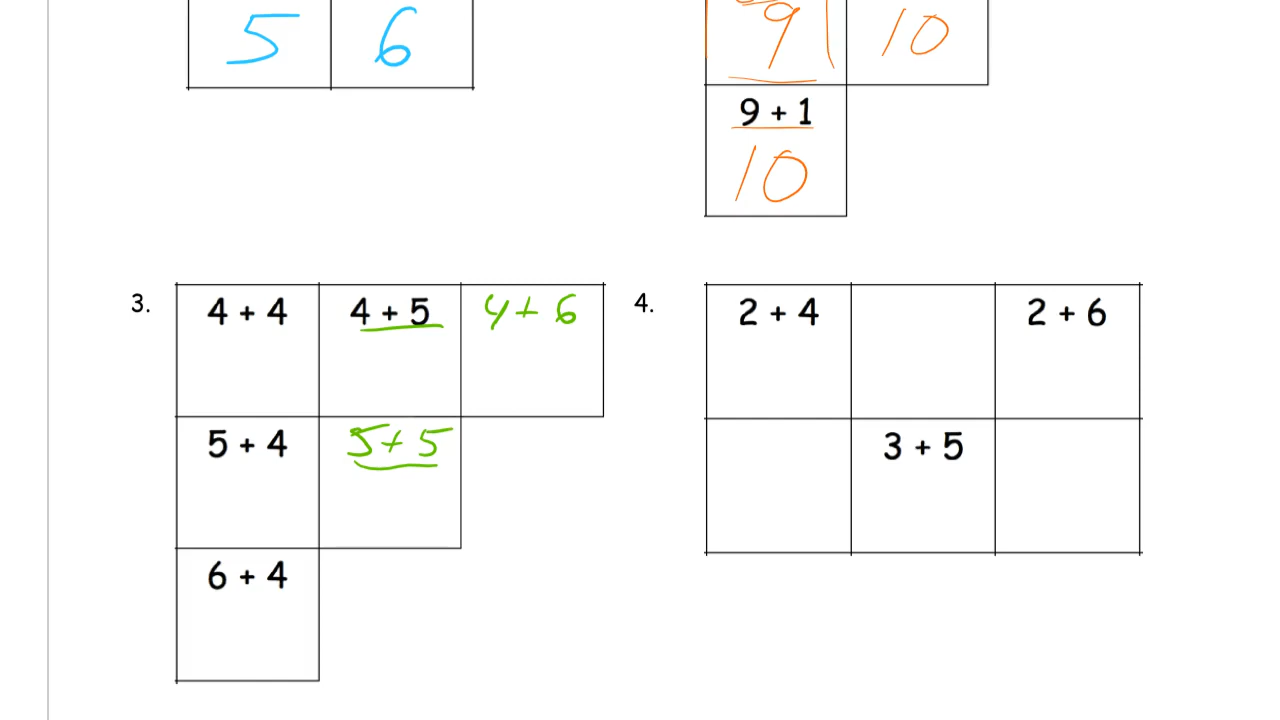 5 6
9 10
9 + 1
10
3. 4 + 4 4 + 5 4 + 6
5 + 4 5 + 5
6 + 4
4. 2 + 4 2 + 6
3 + 5